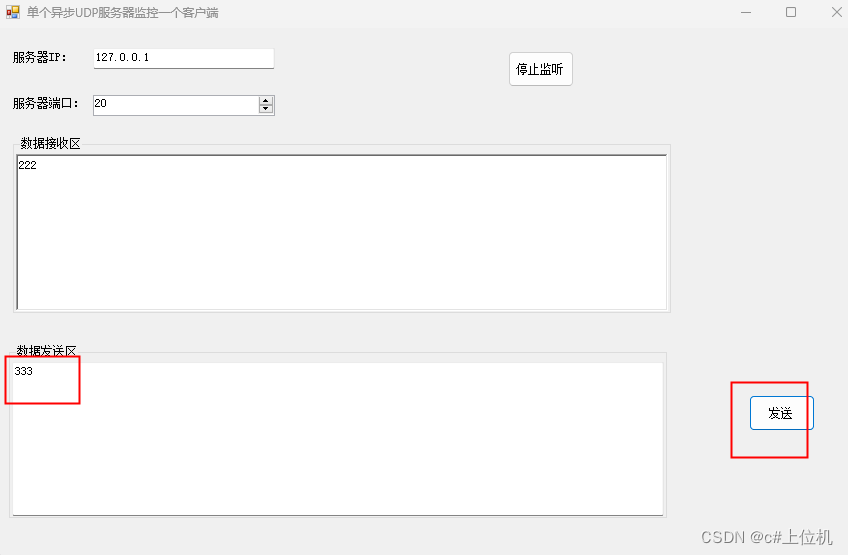 单个异步UDP服务器监控一个客户端
服务器IP：
127.0.0.1
停止监听
服务器端口：
20
数据接收区
222
数据发送区
333
发送
CSDN @c#上位机